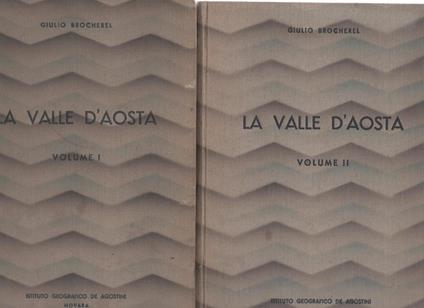 GIULIO BROCHEREL
LA VALLE D'AOSTA
VOLUME I
ISTITUTO GEOGRAFICO DE AGOSTINI
NOVARA
GIULIO BROCHEREL
LA VALLE D'AOSTA
VOLUME II
ISTITUTO GEOGRAFICO DE AGOSTINI